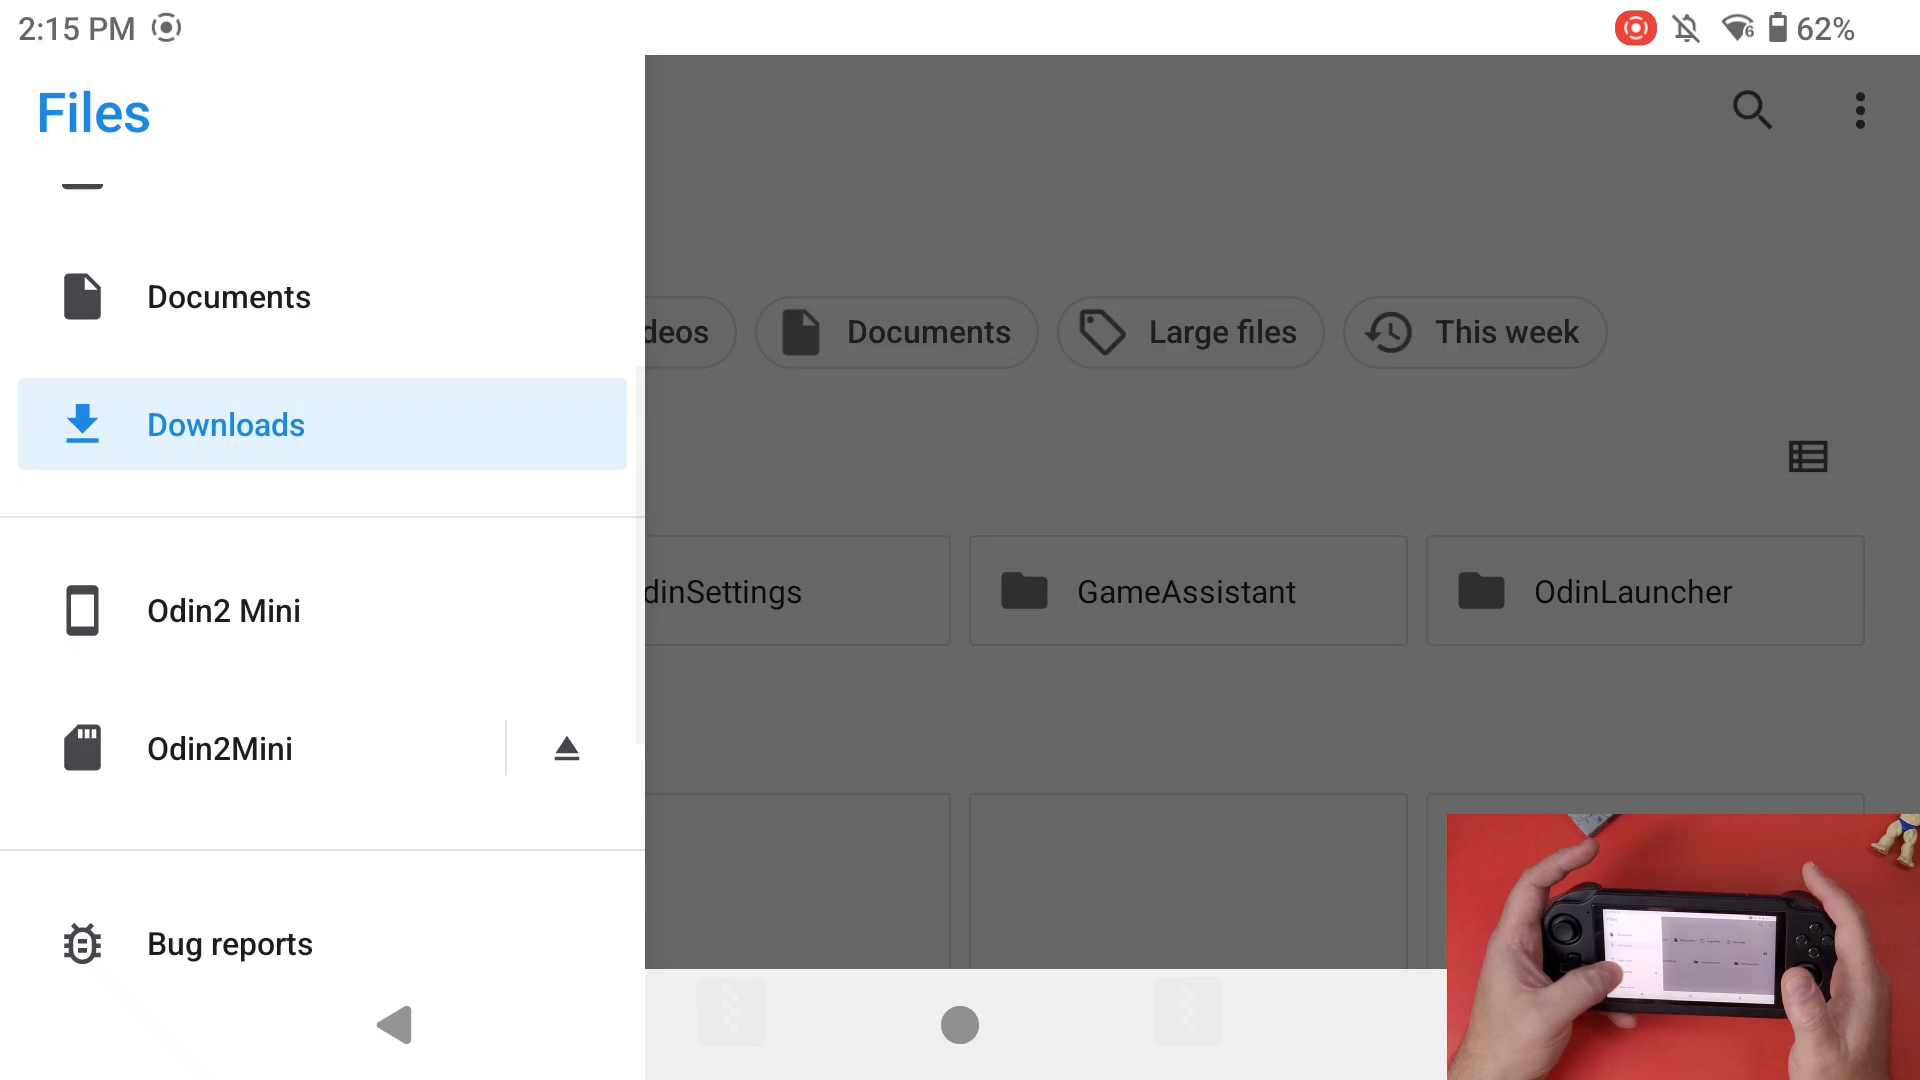 2:15 PM
6 62%
Files
Documents
Downloads
Odin2 Mini
Odin2Mini
Bug reports
deos
Documents
Large files
This week
dinSettings
GameAssistant
OdinLauncher